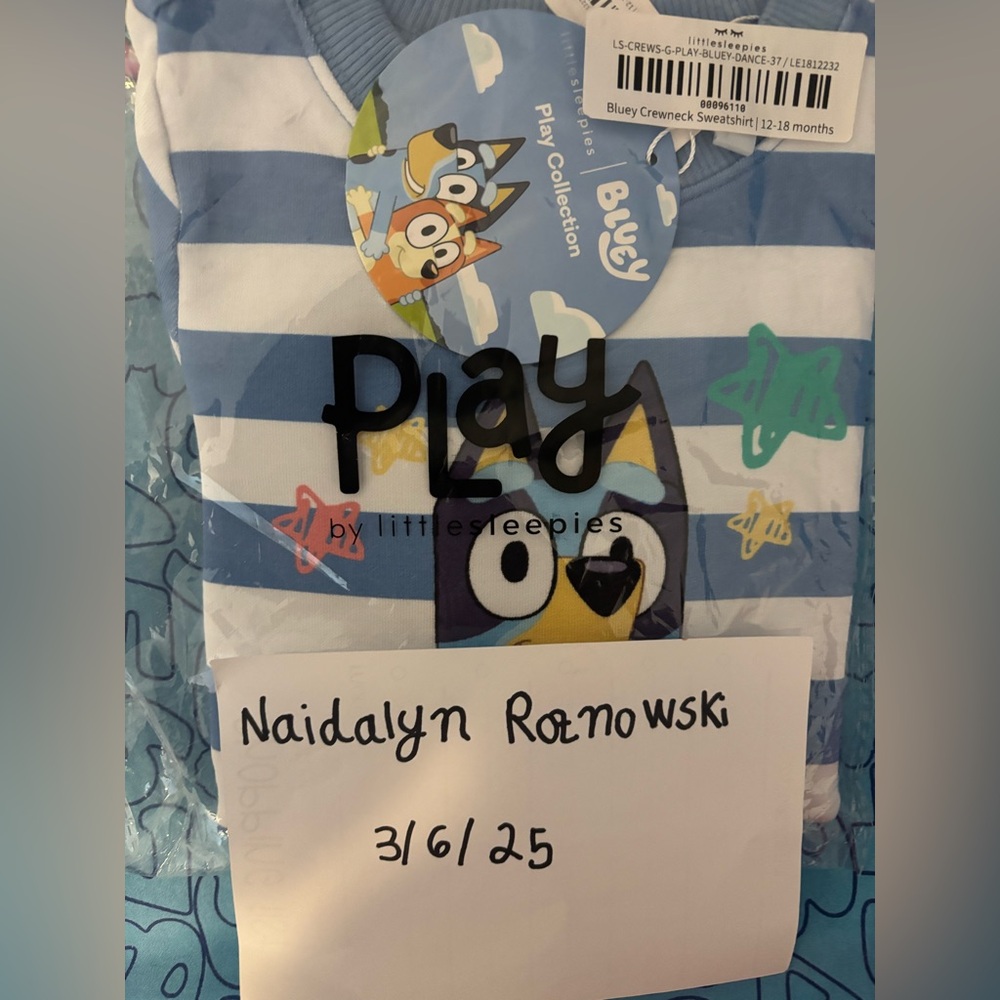 littlesleepies
LS-CREWS-G-PLAY-BLUEY-DANCE-37 / LE1812232
00096110
Bluey Crewneck Sweatshirt | 12-18 months
littlesleepies | BLUEY
Play Collection
PLay
by littlesleepies
Naidalyn Roznowski
3/6/25